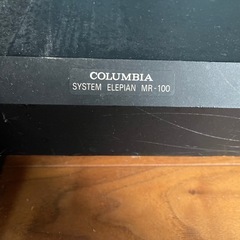 COLUMBIA
SYSTEM ELEPIAN MR-100